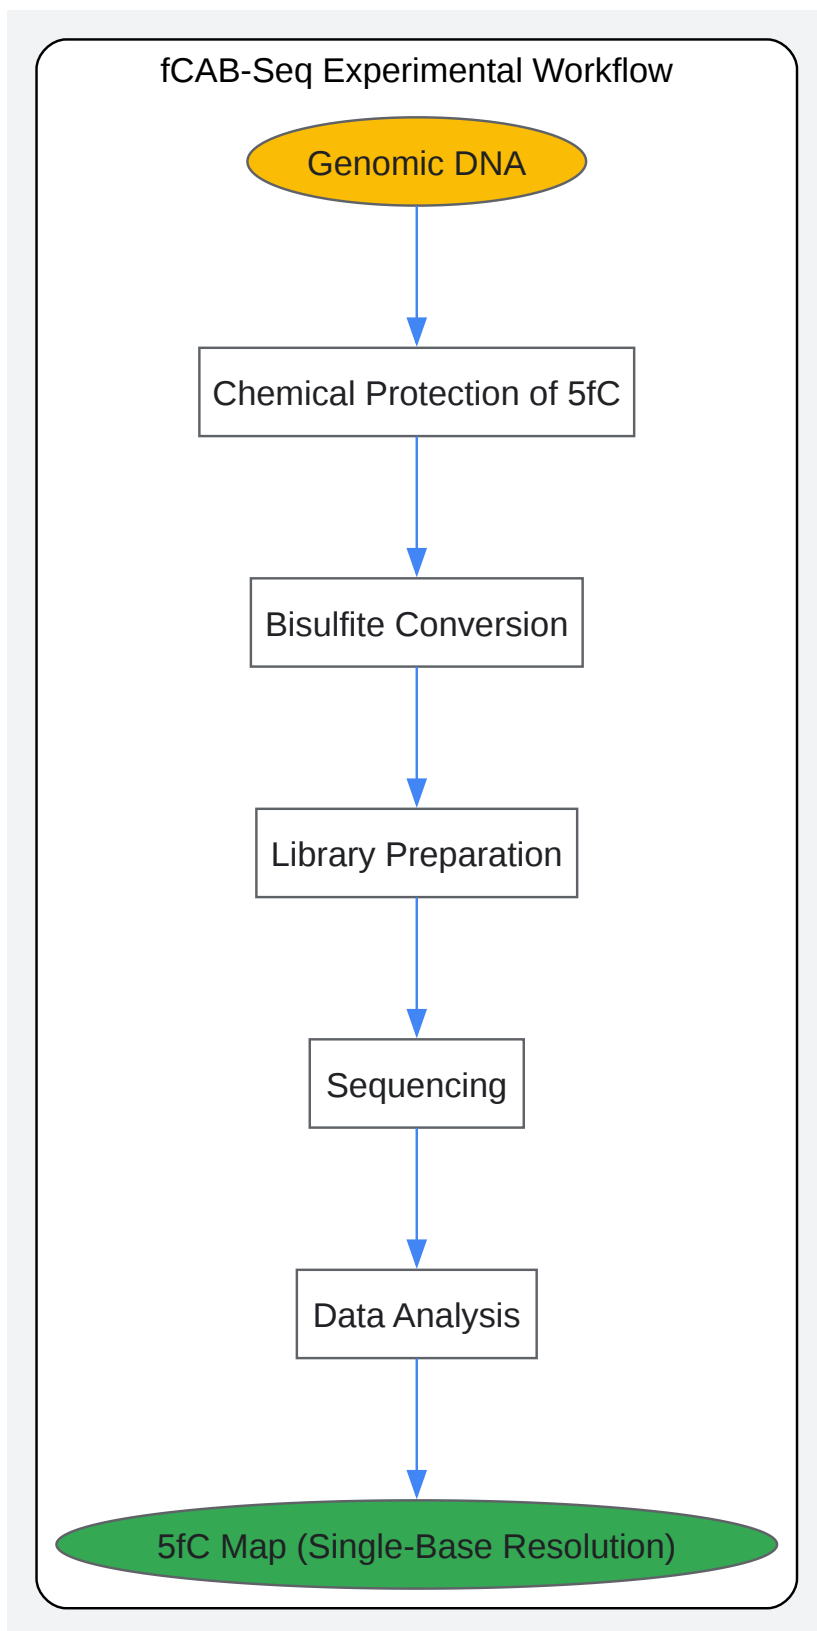 fCAB-Seq Experimental Workflow
Genomic DNA
Chemical Protection of 5fC
Bisulfite Conversion
Library Preparation
Sequencing
Data Analysis
5fC Map (Single-Base Resolution)